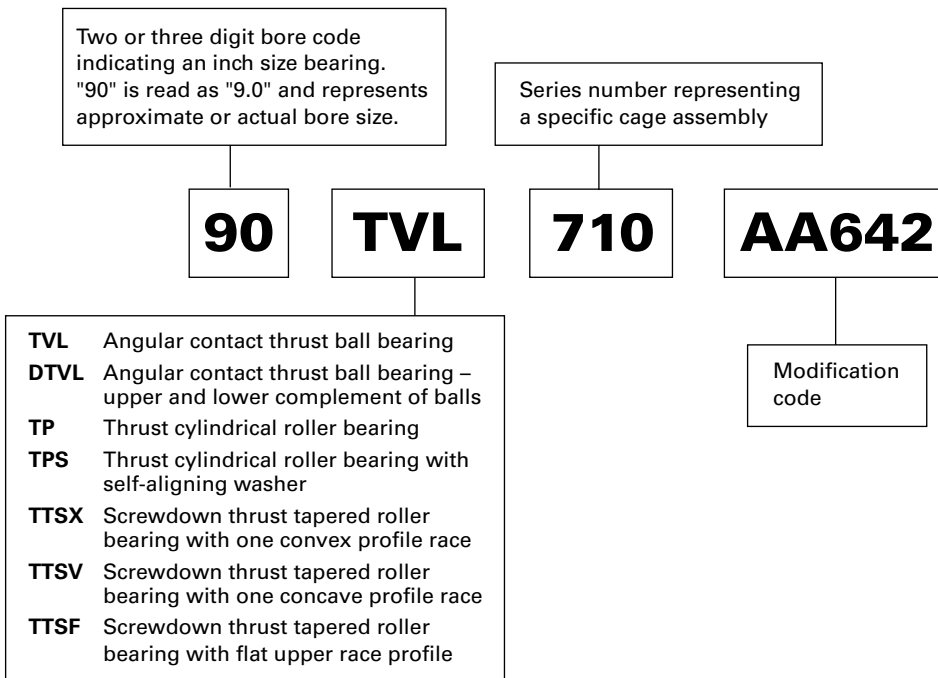 Two or three digit bore code
indicating an inch size bearing.
"90" is read as "9.0" and represents
approximate or actual bore size.
Series number representing
a specific cage assembly
90 TVL 710 AA642
TVL Angular contact thrust ball bearing
DTVL Angular contact thrust ball bearing –
upper and lower complement of balls
TP Thrust cylindrical roller bearing
TPS Thrust cylindrical roller bearing with
self-aligning washer
TTSX Screwdown thrust tapered roller
bearing with one convex profile race
TTSV Screwdown thrust tapered roller
bearing with one concave profile race
TTSF Screwdown thrust tapered roller
bearing with flat upper race profile
Modification
code